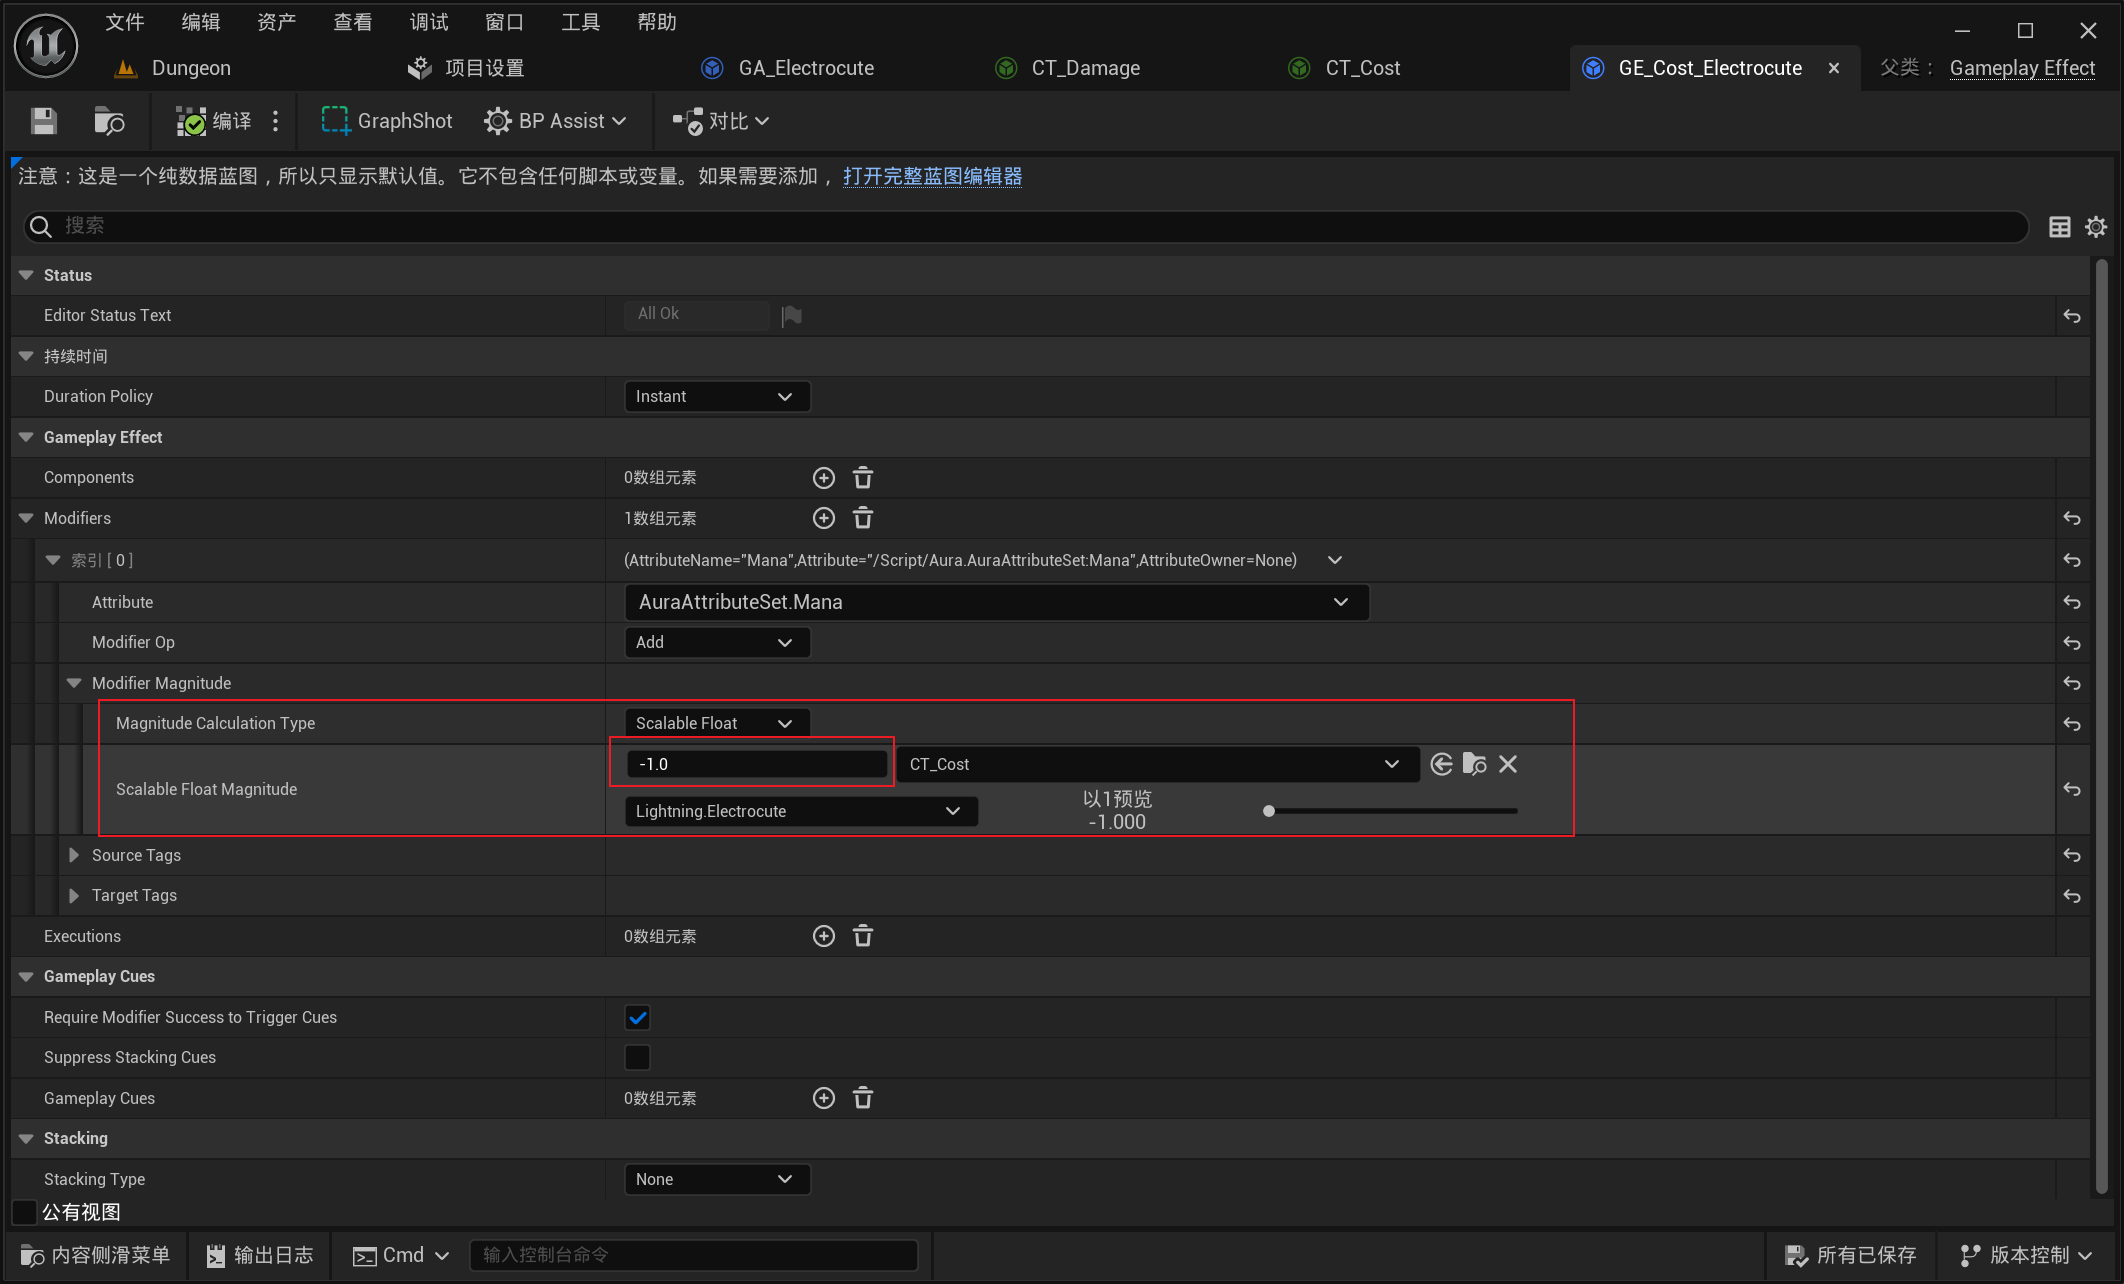 文件 编辑 资产 查看 调试 窗口 工具 帮助
Dungeon 项目设置 GA_Electrocute CT_Damage CT_Cost GE_Cost_Electrocute 父类： Gameplay Effect
编译 GraphShot BP Assist 对比
注意：这是一个纯数据蓝图，所以只显示默认值。它不包含任何脚本或变量。如果需要添加，打开完整蓝图编辑器
搜索
Status
Editor Status Text All Ok
持续时间
Duration Policy Instant
Gameplay Effect
Components 0数组元素
Modifiers 1数组元素
索引 [ 0 ] (AttributeName="Mana",Attribute="/Script/Aura.AuraAttributeSet:Mana",AttributeOwner=None)
Attribute AuraAttributeSet.Mana
Modifier Op Add
Modifier Magnitude
Magnitude Calculation Type Scalable Float
-1.0 CT_Cost
Scalable Float Magnitude
Lightning.Electrocute 以1预览
-1.000
Source Tags
Target Tags
Executions 0数组元素
Gameplay Cues
Require Modifier Success to Trigger Cues
Suppress Stacking Cues
Gameplay Cues 0数组元素
Stacking
Stacking Type None
公有视图
内容侧滑菜单 输出日志 Cmd 输入控制台命令 所有已保存 版本控制